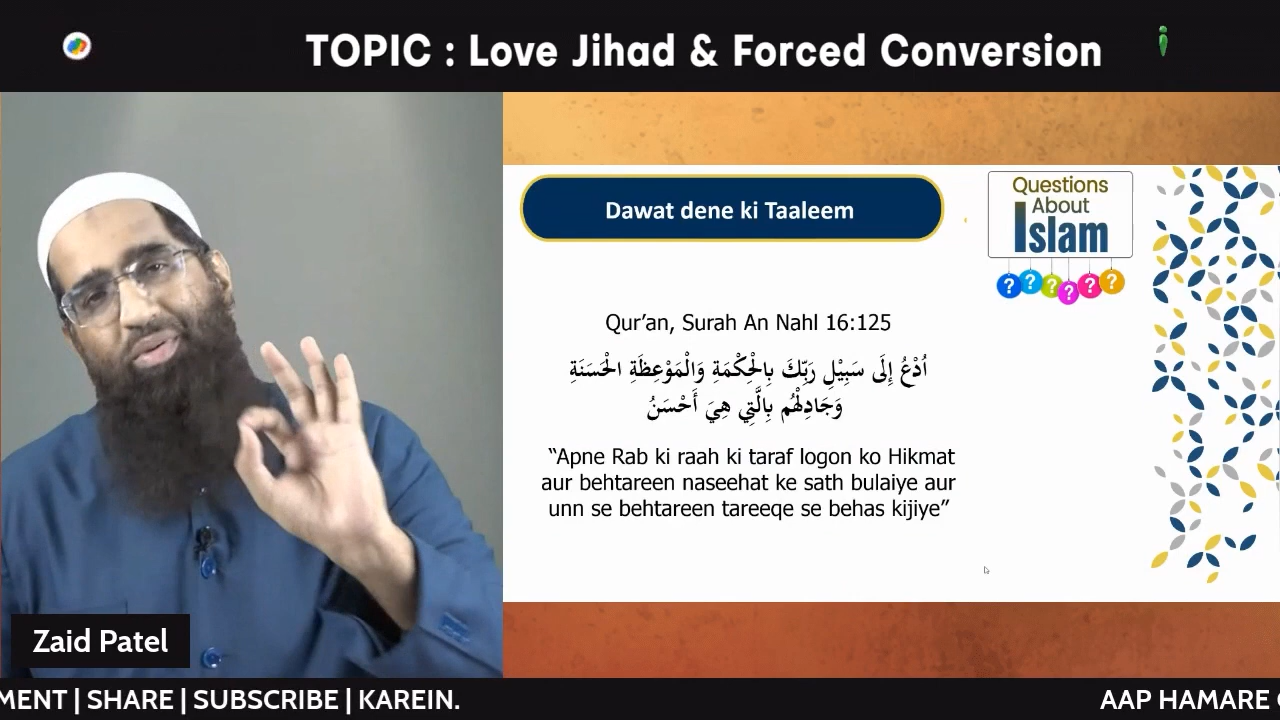 TOPIC : Love Jihad & Forced Conversion
Dawat dene ki Taaleem
Questions
About
Islam
? ? ? ? ? ?
Qur’an, Surah An Nahl 16:125
اُدْعُ إِلَى سَبِيْلِ رَبِّكَ بِالْحِكْمَةِ وَالْمَوْعِظَةِ الْحَسَنَةِ
وَجَادِلْهُم بِالَّتِي هِيَ أَحْسَنُ
“Apne Rab ki raah ki taraf logon ko Hikmat
aur behtareen naseehat ke sath bulaiye aur
unn se behtareen tareeqe se behas kijiye”
Zaid Patel
MENT | SHARE | SUBSCRIBE | KAREIN. AAP HAMARE